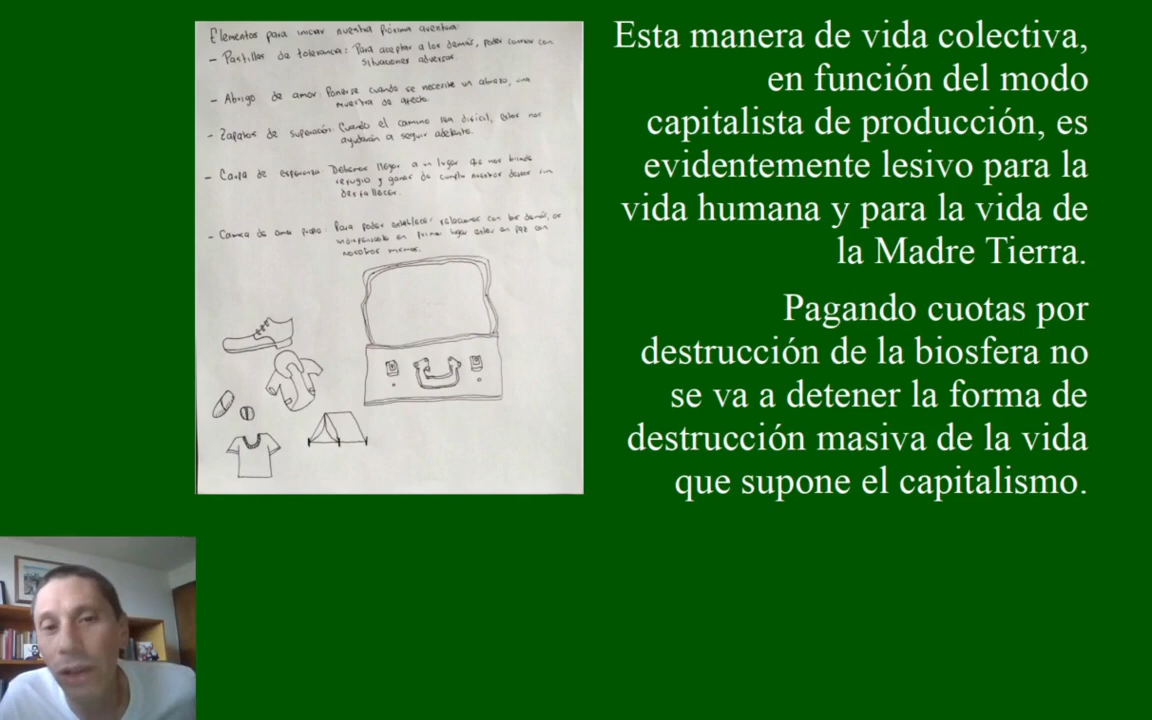 Elementos para iniciar nuestra Próxima aventura:
- Pastillas de tolerancia: Para aceptar a los demás, poder con
situaciones adversas.
- Abrigo de amor: Ponerse cuando se necesite un abrazo, una
muestra de afecto.
- Zapatos de superación: Cuando el camino sea difícil, estos nos
ayudarán a seguir adelante.
- Carpa de esperanza: Debemos llegar a un lugar que nos brinde
refugio y ganas de cumplir nuestros deseos sin
desfallecer.
- Camisa de amor propio: Para poder establecer relaciones con los demás, es
indispensable en primer lugar estar en paz con
nosotros mismos.
Esta manera de vida colectiva,
en función del modo
capitalista de producción, es
evidentemente lesivo para la
vida humana y para la vida de
la Madre Tierra.
Pagando cuotas por
destrucción de la biosfera no
se va a detener la forma de
destrucción masiva de la vida
que supone el capitalismo.